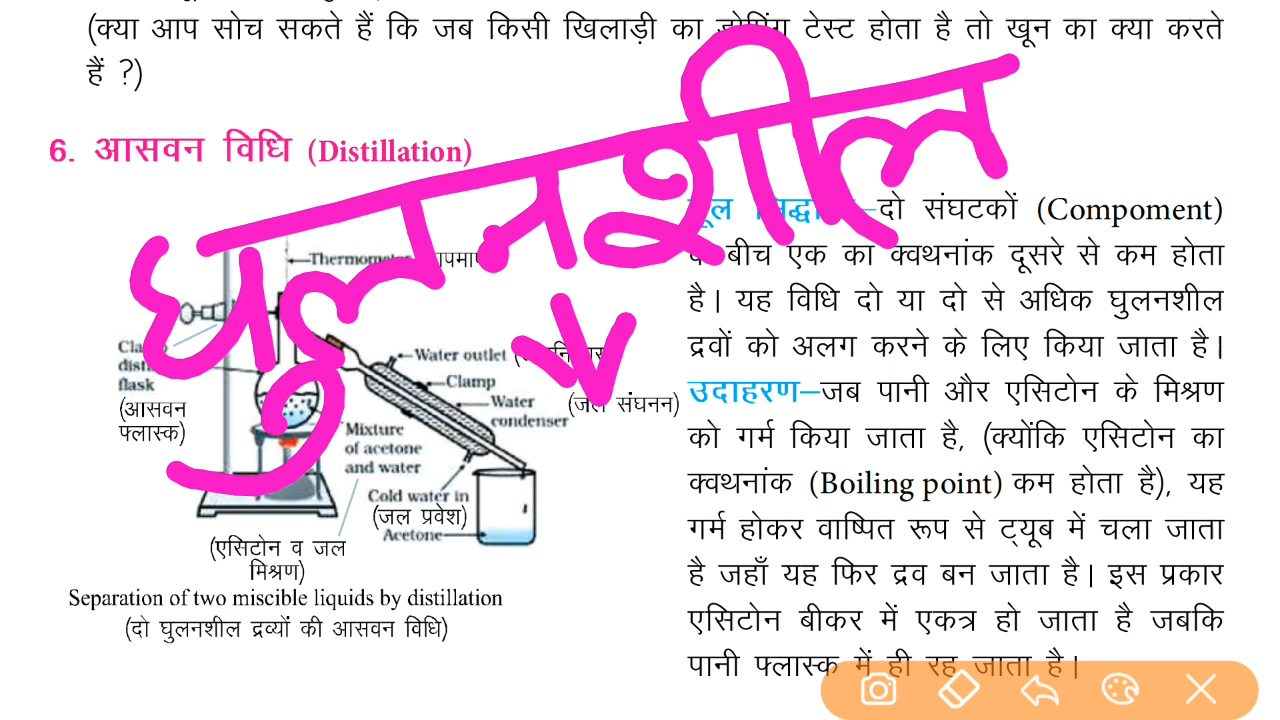 (क्या आप सोच सकते हैं कि जब किसी खिलाड़ी का डोपिंग टेस्ट होता है तो खून का क्या करते
हैं ?)
6. आसवन विधि (Distillation)
घुलनशील
Thermometer
Water outlet
Clamp
Water
condenser
(जल संघनन)
flask
(आसवन
फ्लास्क)
Mixture
of acetone
and water
Cold water in
(जल प्रवेश)
Acetone
(एसिटोन व जल
मिश्रण)
Separation of two miscible liquids by distillation
(दो घुलनशील द्रव्यों की आसवन विधि)
मूल सिद्धान्त–दो संघटकों (Compoment)
बीच एक का क्वथनांक दूसरे से कम होता
है। यह विधि दो या दो से अधिक घुलनशील
द्रवों को अलग करने के लिए किया जाता है।
उदाहरण–जब पानी और एसिटोन के मिश्रण
को गर्म किया जाता है, (क्योंकि एसिटोन का
क्वथनांक (Boiling point) कम होता है), यह
गर्म होकर वाष्पित रूप से ट्यूब में चला जाता
है जहाँ यह फिर द्रव बन जाता है। इस प्रकार
एसिटोन बीकर में एकत्र हो जाता है जबकि
पानी फ्लास्क में ही रह जाता है।